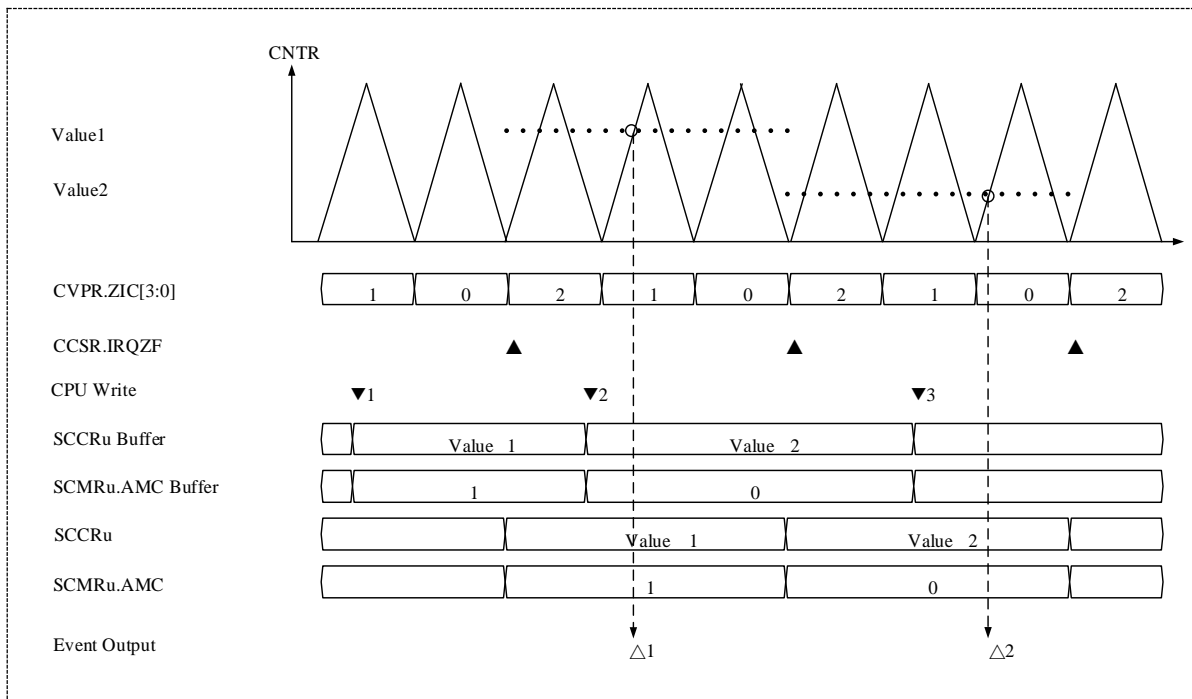 CNTR
Value1
Value2
CVPR.ZIC[3:0] 1 0 2 1 0 2 1 0 2
CCSR.IRQZF ▲ ▲ ▲
CPU Write ▼1 ▼2 ▼3
SCCRu Buffer Value 1 Value 2
SCMRu.AMC Buffer 1 0
SCCRu Value 1 Value 2
SCMRu.AMC 1 0
Event Output △1 △2